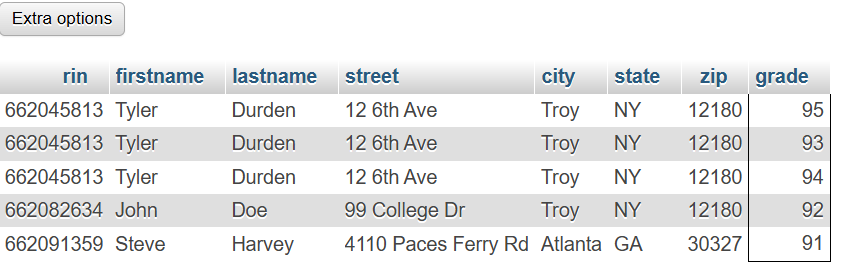 Extra options
rin firstname lastname street city state zip grade
662045813 Tyler Durden 12 6th Ave Troy NY 12180 95
662045813 Tyler Durden 12 6th Ave Troy NY 12180 93
662045813 Tyler Durden 12 6th Ave Troy NY 12180 94
662082634 John Doe 99 College Dr Troy NY 12180 92
662091359 Steve Harvey 4110 Paces Ferry Rd Atlanta GA 30327 91